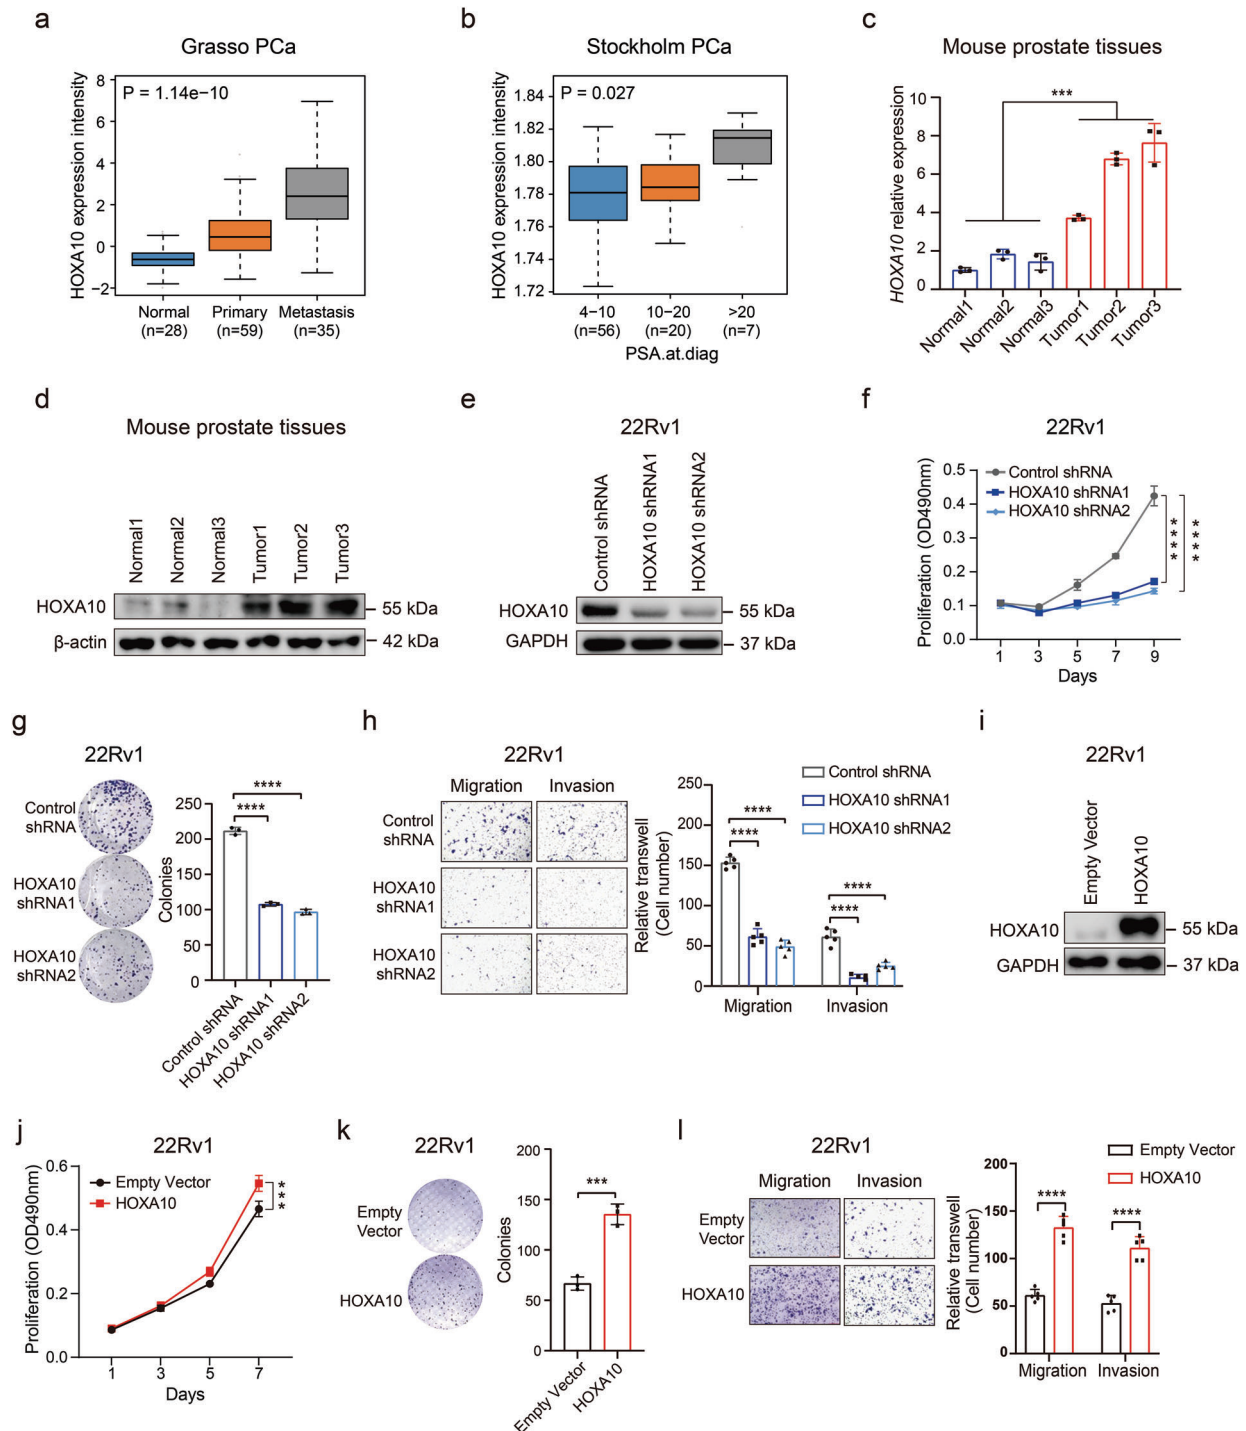 a
Grasso PCa
HOXA10 expression intensity
8
6
4
2
0
−2
P = 1.14e−10
Normal
(n=28)
Primary
(n=59)
Metastasis
(n=35)
b
Stockholm PCa
HOXA10 expression intensity
1.84
1.82
1.80
1.78
1.76
1.74
1.72
P = 0.027
4−10
(n=56)
10−20
(n=20)
>20
(n=7)
PSA.at.diag
c
Mouse prostate tissues
HOXA10 relative expression
10
8
6
4
2
0
***
Normal1
Normal2
Normal3
Tumor1
Tumor2
Tumor3
d
Mouse prostate tissues
Normal1
Normal2
Normal3
Tumor1
Tumor2
Tumor3
HOXA10
55 kDa
β-actin
42 kDa
e
22Rv1
Control shRNA
HOXA10 shRNA1
HOXA10 shRNA2
HOXA10
55 kDa
GAPDH
37 kDa
f
22Rv1
Proliferation (OD490nm)
0.5
0.4
0.3
0.2
0.1
0.0
Control shRNA
HOXA10 shRNA1
HOXA10 shRNA2
****
****
1
3
5
7
9
Days
g
22Rv1
Control
shRNA
HOXA10
shRNA1
HOXA10
shRNA2
Colonies
250
200
150
100
50
0
****
****
Control shRNA
HOXA10 shRNA1
HOXA10 shRNA2
h
22Rv1
Migration
Invasion
Control
shRNA
HOXA10
shRNA1
HOXA10
shRNA2
Relative transwell
(Cell number)
250
200
150
100
50
0
Control shRNA
HOXA10 shRNA1
HOXA10 shRNA2
****
****
****
****
Migration
Invasion
i
22Rv1
Empty Vector
HOXA10
HOXA10
55 kDa
GAPDH
37 kDa
j
22Rv1
Proliferation (OD490nm)
0.6
0.4
0.2
0.0
Empty Vector
HOXA10
***
1
3
5
7
Days
k
22Rv1
Empty
Vector
HOXA10
Colonies
200
150
100
50
0
***
Empty Vector
HOXA10
l
22Rv1
Migration
Invasion
Empty
Vector
HOXA10
Relative transwell
(Cell number)
200
150
100
50
0
Empty Vector
HOXA10
****
****
Migration
Invasion